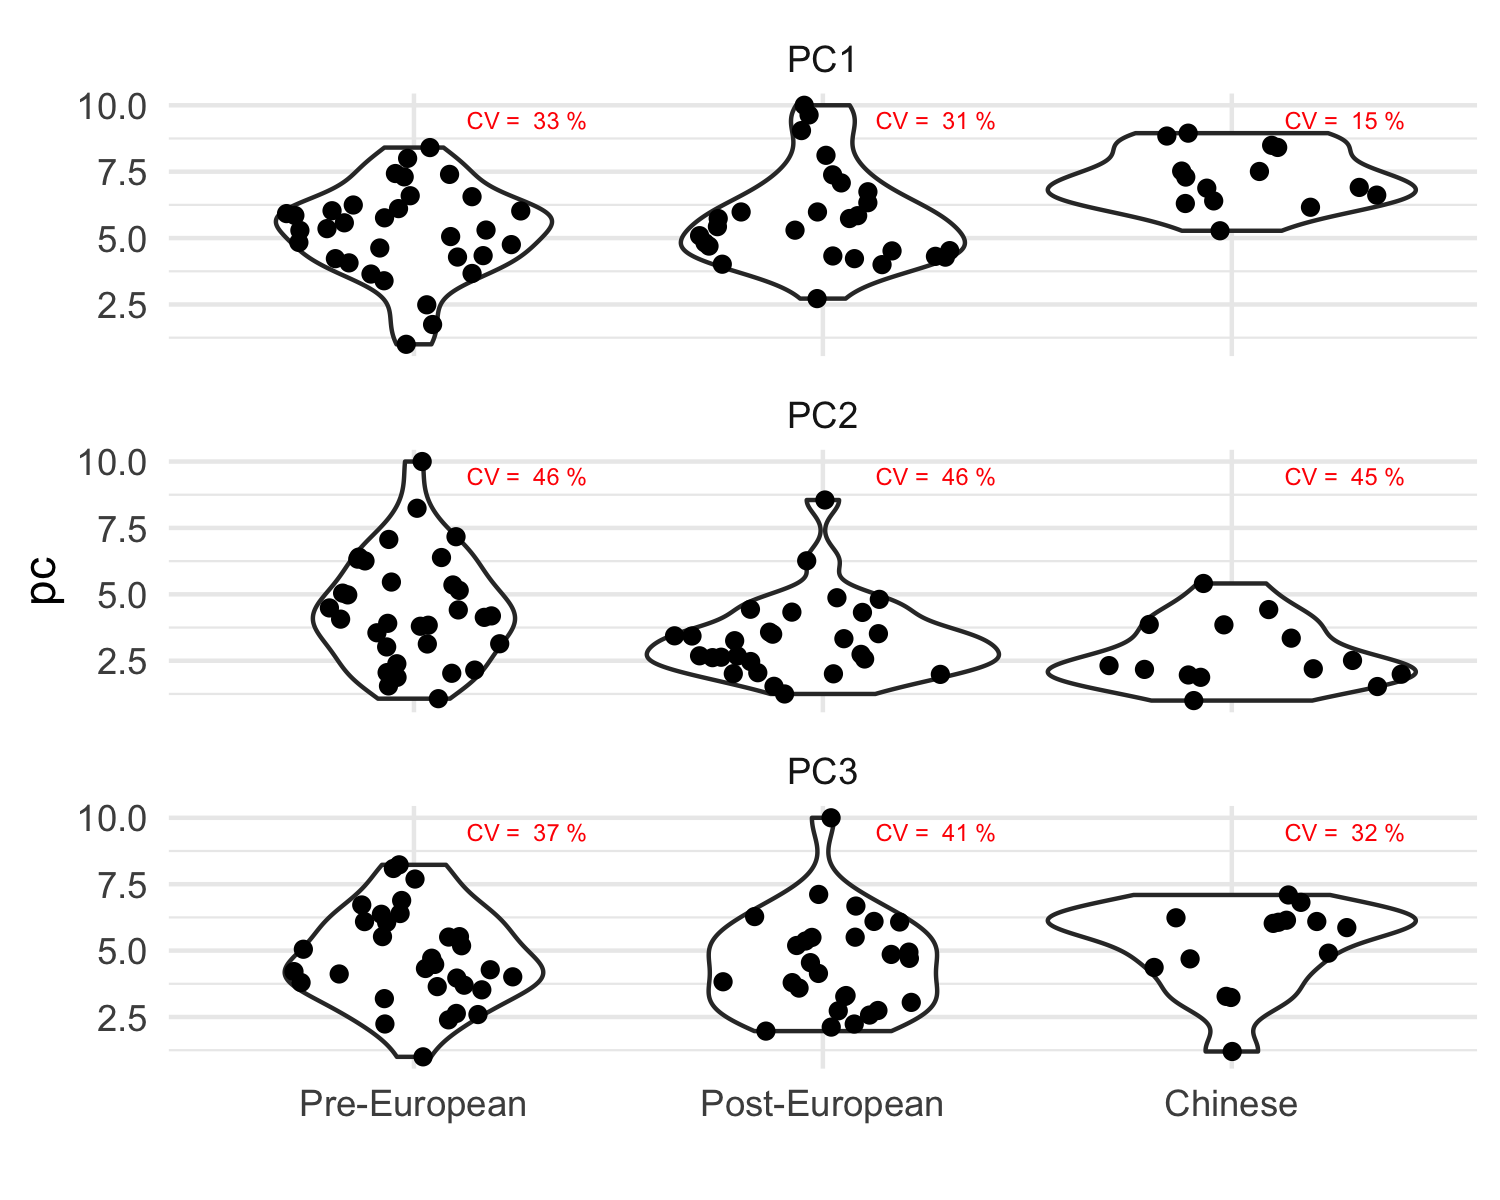 PC1
10.0
7.5
5.0
2.5
CV = 33 %
CV = 31 %
CV = 15 %
PC2
10.0
7.5
5.0
2.5
CV = 46 %
CV = 46 %
CV = 45 %
pc
PC3
10.0
7.5
5.0
2.5
CV = 37 %
CV = 41 %
CV = 32 %
Pre-European
Post-European
Chinese